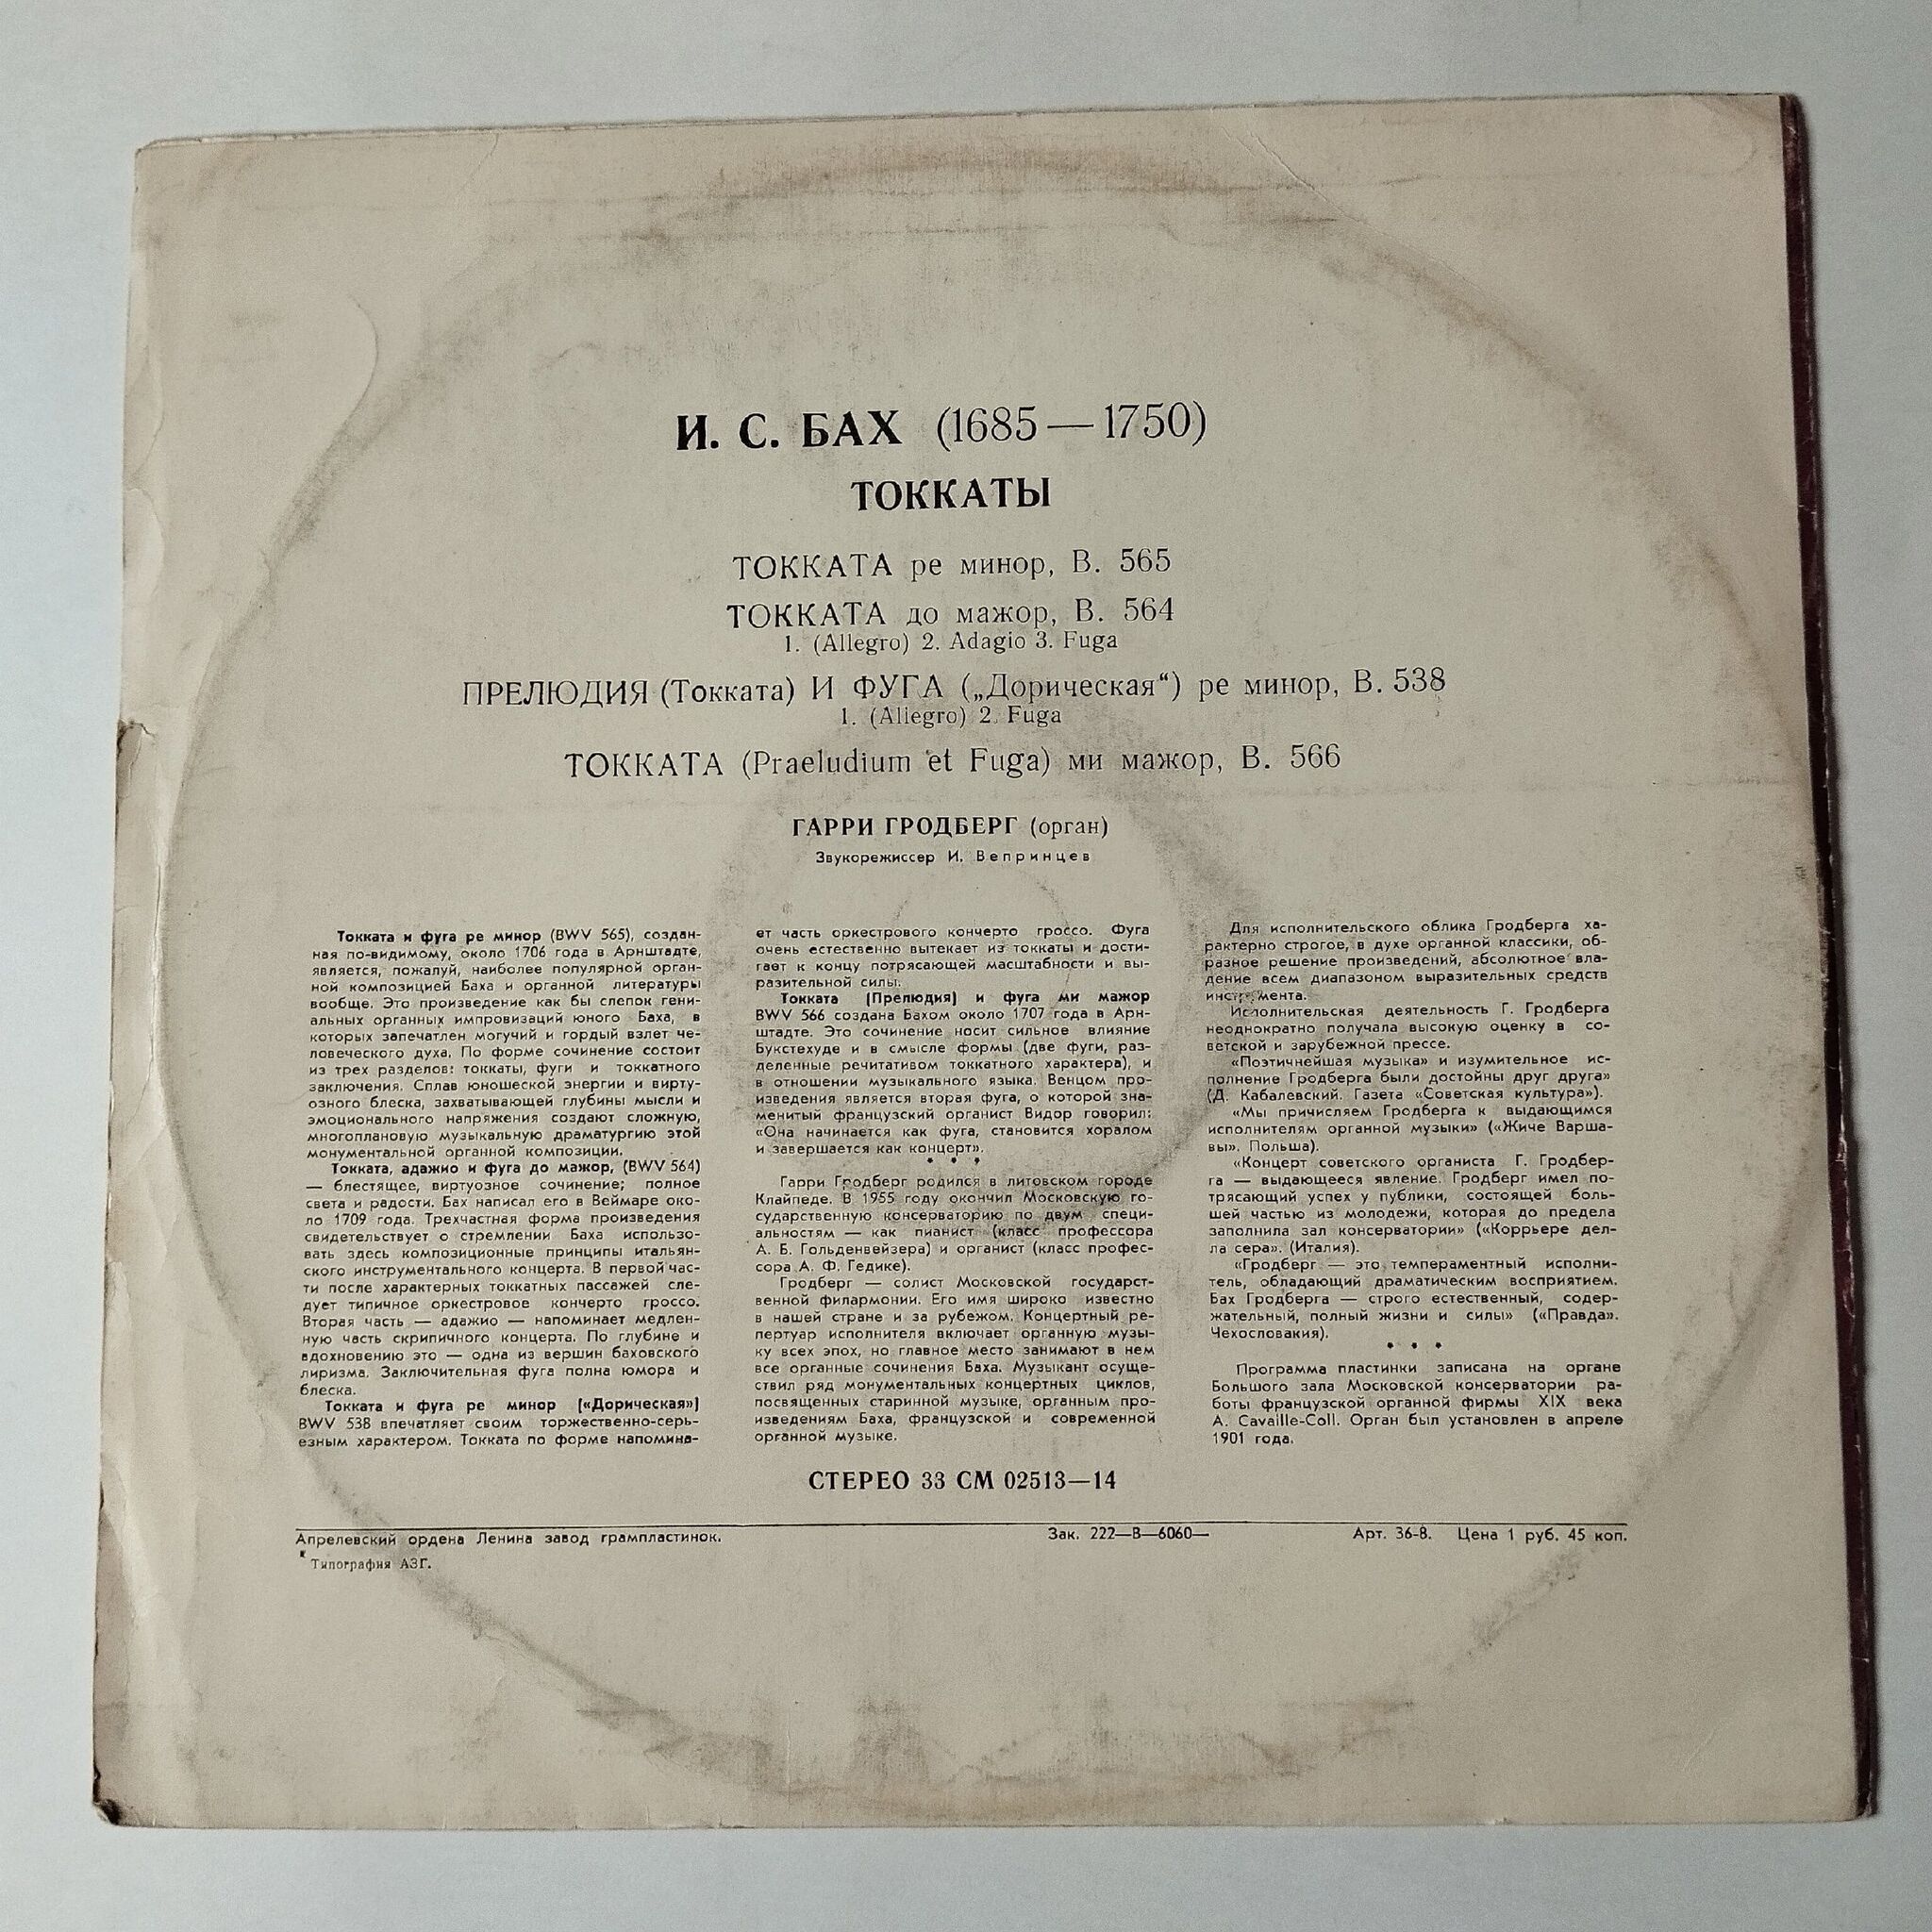 И. С. БАХ (1685—1750)
ТОККАТЫ
ТОККАТА ре минор, В. 565
ТОККАТА до мажор, В. 564
1. (Allegro) 2. Adagio 3. Fuga
ПРЕЛЮДИЯ (Токката) И ФУГА („Дорическая“) ре минор, В. 538
1. (Allegro) 2. Fuga
ТОККАТА (Praeludium et Fuga) ми мажор, В. 566
ГАРРИ ГРОДБЕРГ (орган)
Звукорежиссер И. Вепринцев
Токката и фуга ре минор (BWV 565), создан-
ная по-видимому, около 1706 года в Арнштадте,
является, пожалуй, наиболее популярной орган-
ной композицией Баха и органной литературы
вообще. Это произведение как бы слепок гени-
альных органных импровизаций юного Баха, в
которых запечатлен могучий и гордый взлет че-
ловеческого духа. По форме сочинение состоит
из трех разделов: токкаты, фуги и токкатного
заключения. Сплав юношеской энергии и вирту-
озного блеска, захватывающей глубины мысли и
эмоционального напряжения создают сложную,
многоплановую музыкальную драматургию этой
монументальной органной композиции.
Токката, адажио и фуга до мажор, (BWV 564)
— блестящее, виртуозное сочинение; полное
света и радости. Бах написал его в Веймаре око-
ло 1709 года. Трехчастная форма произведения
свидетельствует о стремлении Баха использо-
вать здесь композиционные принципы итальян-
ского инструментального концерта. В первой час-
ти после характерных токкатных пассажей сле-
дует типичное оркестровое кончерто гроссо.
Вторая часть — адажио — напоминает медлен-
ную часть скрипичного концерта. По глубине и
вдохновению это — одна из вершин баховского
лиризма. Заключительная фуга полна юмора и
блеска.
Токката и фуга ре минор [«Дорическая»]
BWV 538 впечатляет своим торжественно-серь-
езным характером. Токката по форме напомина-
ет часть оркестрового кончерто гроссо. Фуга
очень естественно вытекает из токкаты и дости-
гает к концу потрясающей масштабности и вы-
разительной силы.
Токката [Прелюдия] и фуга ми мажор
BWV 566 создана Бахом около 1707 года в Арн-
штадте. Это сочинение носит сильное влияние
Букстехуде и в смысле формы (две фуги, раз-
деленные речитативом токкатного характера), и
в отношении музыкального языка. Венцом про-
изведения является вторая фуга, о которой зна-
менитый французский органист Видор говорил:
«Она начинается как фуга, становится хоралом
и завершается как концерт».
* * *
Гарри Гродберг родился в литовском городе
Клайпеде. В 1955 году окончил Московскую го-
сударственную консерваторию по двум специ-
альностям — как пианист (класс профессора
А. Б. Гольденвейзера) и органист (класс профес-
сора А. Ф. Гедике).
Гродберг — солист Московской государст-
венной филармонии. Его имя широко известно
в нашей стране и за рубежом. Концертный ре-
пертуар исполнителя включает органную музы-
ку всех эпох, но главное место занимают в нем
все органные сочинения Баха. Музыкант осуще-
ствил ряд монументальных концертных циклов,
посвященных старинной музыке, органным про-
изведениям Баха, французской и современной
органной музыке.
Для исполнительского облика Гродберга ха-
рактерно строгое, в духе органной классики, об-
разное решение произведений, абсолютное вла-
дение всем диапазоном выразительных средств
инструмента.
Исполнительская деятельность Г. Гродберга
неоднократно получала высокую оценку в со-
ветской и зарубежной прессе.
«Поэтичнейшая музыка» и изумительное ис-
полнение Гродберга были достойны друг друга»
(Д. Кабалевский. Газета «Советская культура»).
«Мы причисляем Гродберга к выдающимся
исполнителям органной музыки» («Жиче Варша-
вы». Польша).
«Концерт советского органиста Г. Гродбер-
га — выдающееся явление. Гродберг имел по-
трясающий успех у публики, состоящей боль-
шей частью из молодежи, которая до предела
заполнила зал консерватории» («Коррьере дел-
ла сера». (Италия).
«Гродберг — это темпераментный исполни-
тель, обладающий драматическим восприятием.
Бах Гродберга — строго естественный, содер-
жательный, полный жизни и силы» («Правда».
Чехословакия).
* * *
Программа пластинки записана на органе
Большого зала Московской консерватории ра-
боты французской органной фирмы XIX века
A. Cavaille-Coll. Орган был установлен в апреле
1901 года.
СТЕРЕО 33 СМ 02513—14
Апрелевский ордена Ленина завод грампластинок. Зак. 222—В—6060— Арт. 36-8. Цена 1 руб. 45 коп.
Типография АЗГ.